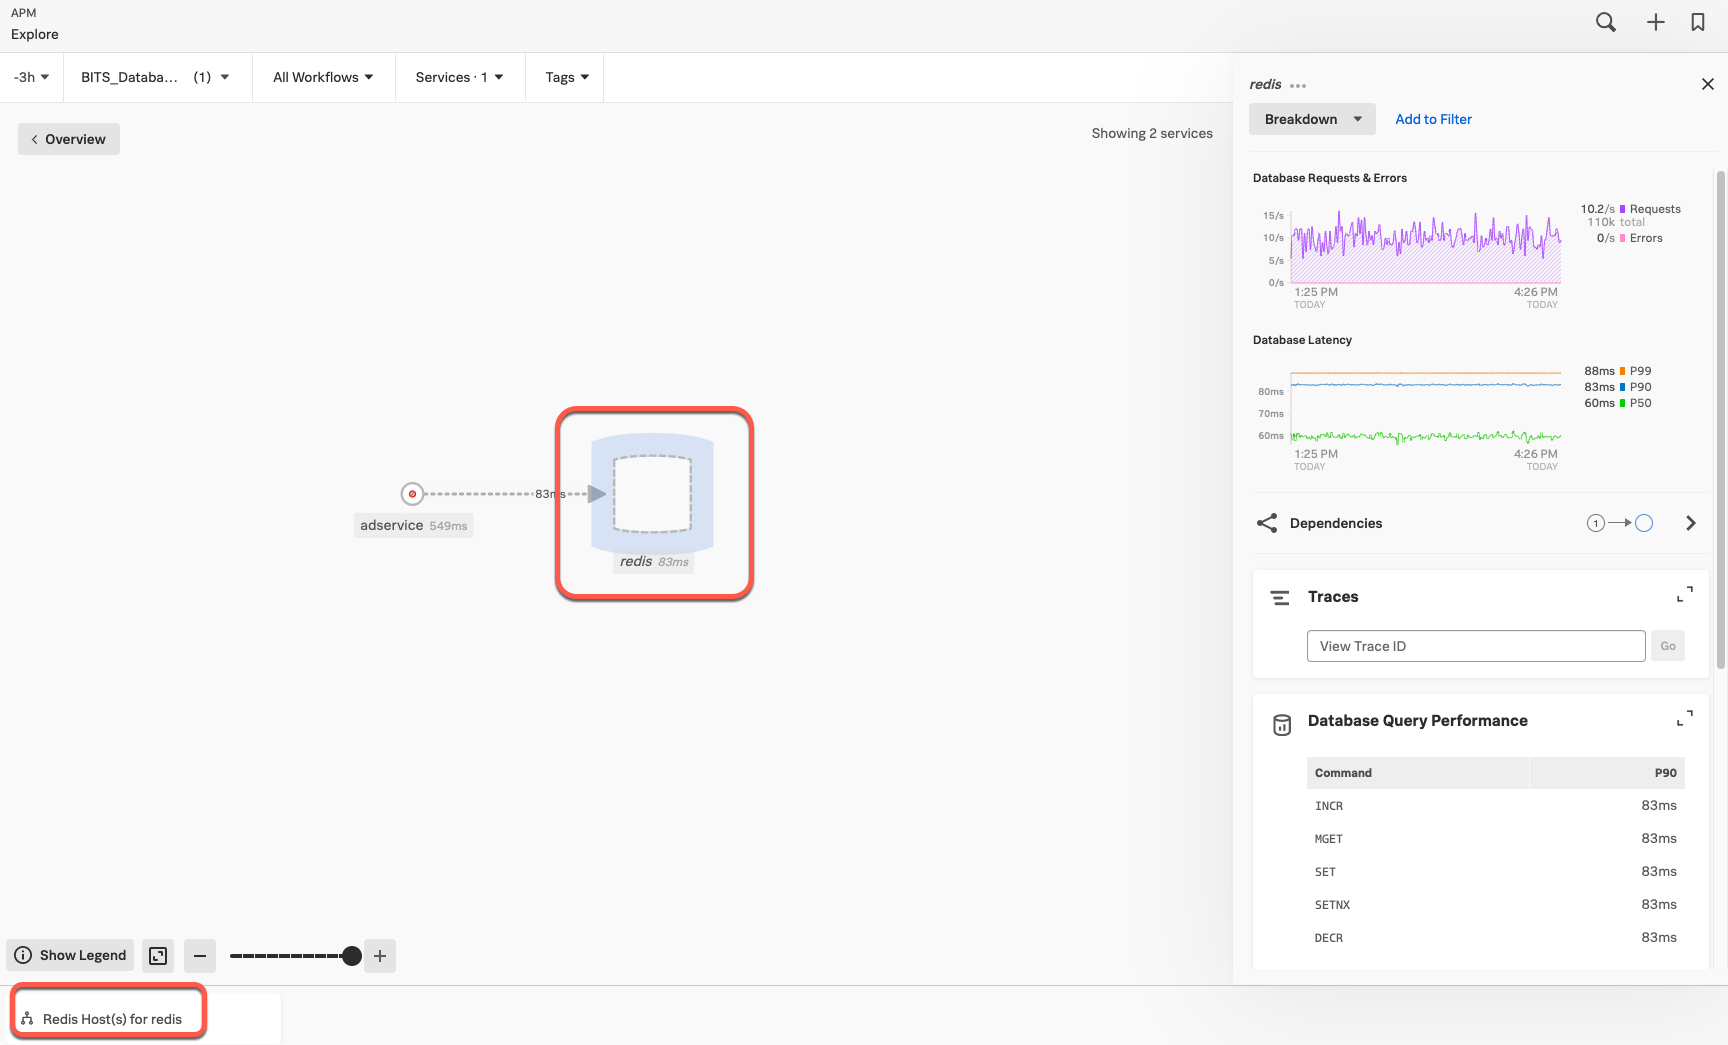 APM
Explore
-3h
BITS_Databa... (1)
All Workflows
Services · 1
Tags
Overview
Showing 2 services
83ms
adservice 549ms
redis 83ms
Show Legend
Redis Host(s) for redis
redis
Breakdown
Add to Filter
Database Requests & Errors
15/s
10/s
5/s
0/s
1:25 PM
TODAY
4:26 PM
TODAY
10.2/s Requests
110k total
0/s Errors
Database Latency
80ms
70ms
60ms
1:25 PM
TODAY
4:26 PM
TODAY
88ms P99
83ms P90
60ms P50
Dependencies
1
Traces
View Trace ID
Go
Database Query Performance
Command P90
INCR 83ms
MGET 83ms
SET 83ms
SETNX 83ms
DECR 83ms